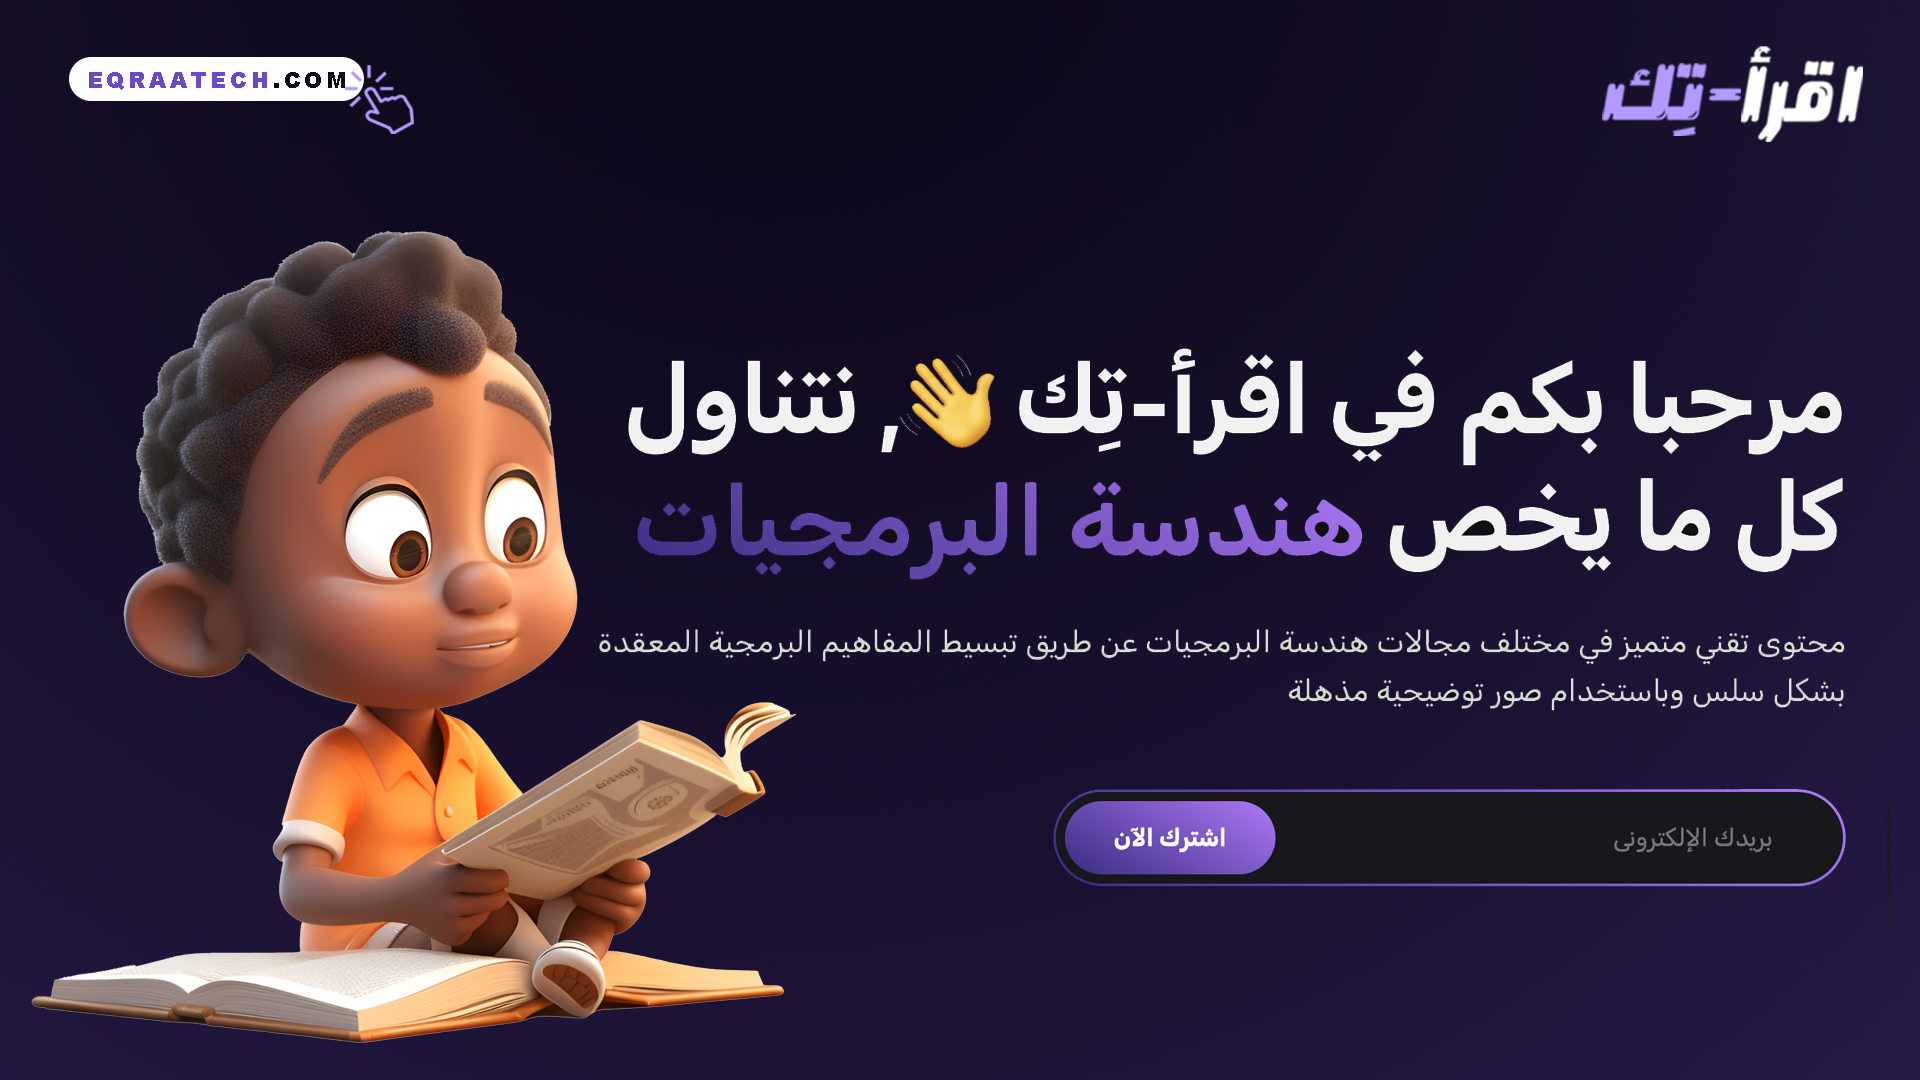 EQRAATECH.COM
اقرأ-تِك
مرحبا بكم في اقرأ-تِك 👋, نتناول
كل ما يخص هندسة البرمجيات
محتوى تقني متميز في مختلف مجالات هندسة البرمجيات عن طريق تبسيط المفاهيم البرمجية المعقدة
بشكل سلس وباستخدام صور توضيحية مذهلة
بريدك الإلكتروني
اشترك الآن